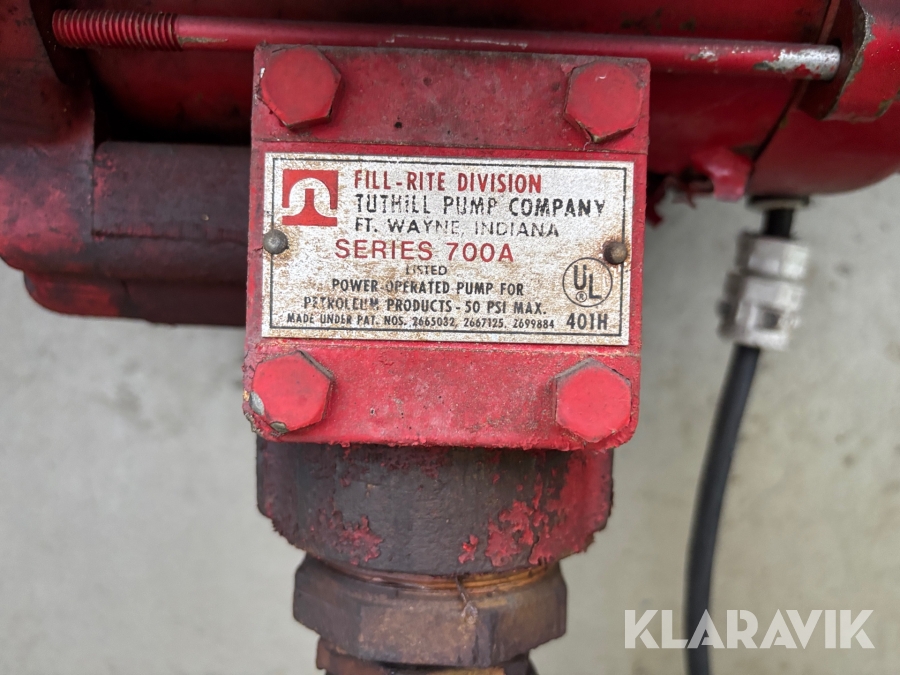 FILL-RITE DIVISION
TUTHILL PUMP COMPANY
FT. WAYNE, INDIANA
SERIES 700A
LISTED
POWER OPERATED PUMP FOR
PETROLEUM PRODUCTS - 50 PSI MAX.
MADE UNDER PAT. NOS. 2665032, 2667125, 2699884
UL
®
401H
KLARAVIK